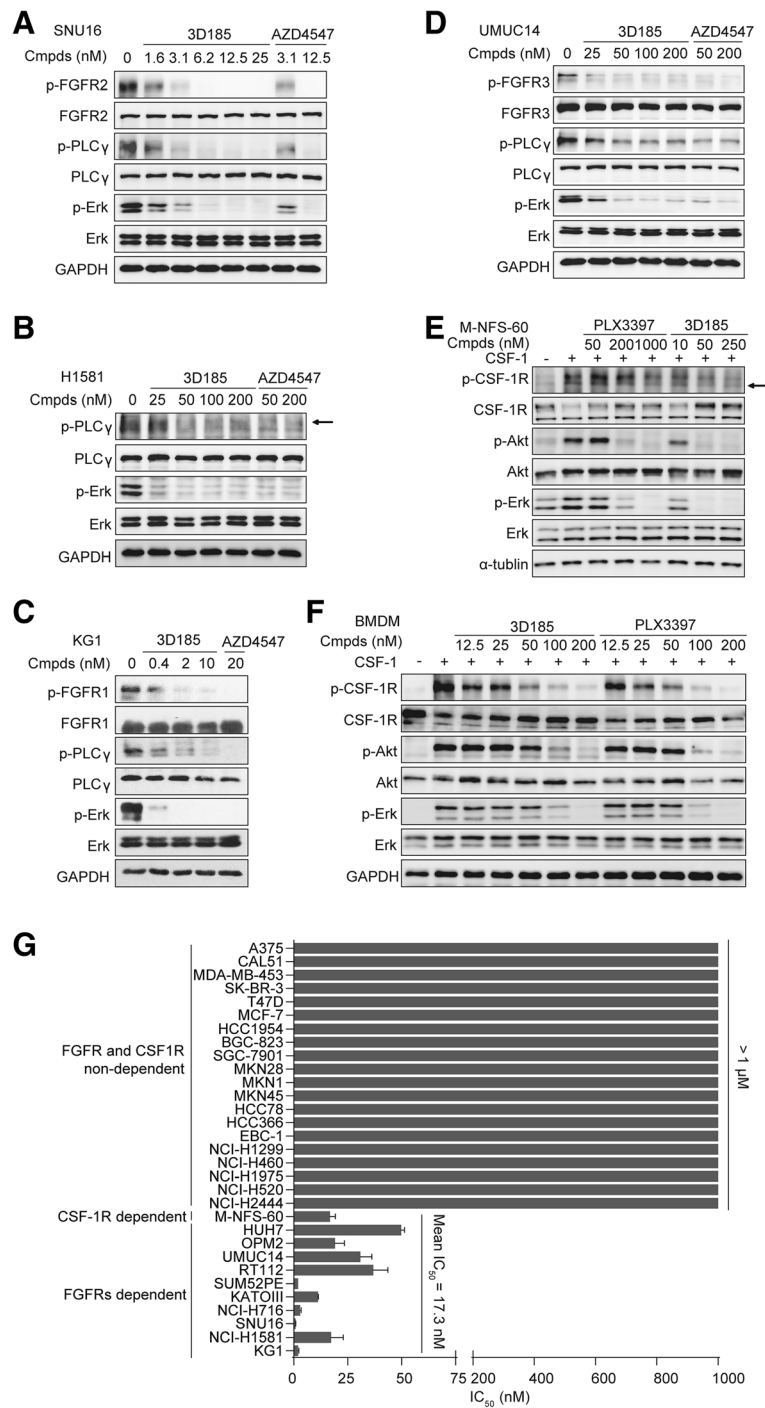 A
SNU16
3D185
AZD4547
Cmpds (nM)
0 1.6 3.1 6.2 12.5 25 3.1 12.5
p-FGFR2
FGFR2
p-PLCγ
PLCγ
p-Erk
Erk
GAPDH
B
H1581
3D185
AZD4547
Cmpds (nM)
0 25 50 100 200 50 200
p-PLCγ
PLCγ
p-Erk
Erk
GAPDH
C
KG1
3D185
AZD4547
Cmpds (nM)
0 0.4 2 10 20
p-FGFR1
FGFR1
p-PLCγ
PLCγ
p-Erk
Erk
GAPDH
D
UMUC14
3D185
AZD4547
Cmpds (nM)
0 25 50 100 200 50 200
p-FGFR3
FGFR3
p-PLCγ
PLCγ
p-Erk
Erk
GAPDH
E
M-NFS-60
PLX3397
3D185
Cmpds (nM)
50 200 1000 10 50 250
CSF-1
- + + + + + + +
p-CSF-1R
CSF-1R
p-Akt
Akt
p-Erk
Erk
α-tublin
F
BMDM
3D185
PLX3397
Cmpds (nM)
12.5 25 50 100 200 12.5 25 50 100 200
CSF-1
- + + + + + + + + + + +
p-CSF-1R
CSF-1R
p-Akt
Akt
p-Erk
Erk
GAPDH
G
FGFR and CSF1R
non-dependent
A375
CAL51
MDA-MB-453
SK-BR-3
T47D
MCF-7
HCC1954
BGC-823
SGC-7901
MKN28
MKN1
MKN45
HCC78
HCC366
EBC-1
NCI-H1299
NCI-H460
NCI-H1975
NCI-H520
NCI-H2444
> 1 μM
CSF-1R dependent
M-NFS-60
FGFRs dependent
HUH7
OPM2
UMUC14
RT112
SUM52PE
KATOIII
NCI-H716
SNU16
NCI-H1581
KG1
Mean IC50 = 17.3 nM
0 25 50 75 200 400 600 800 1000
IC50 (nM)